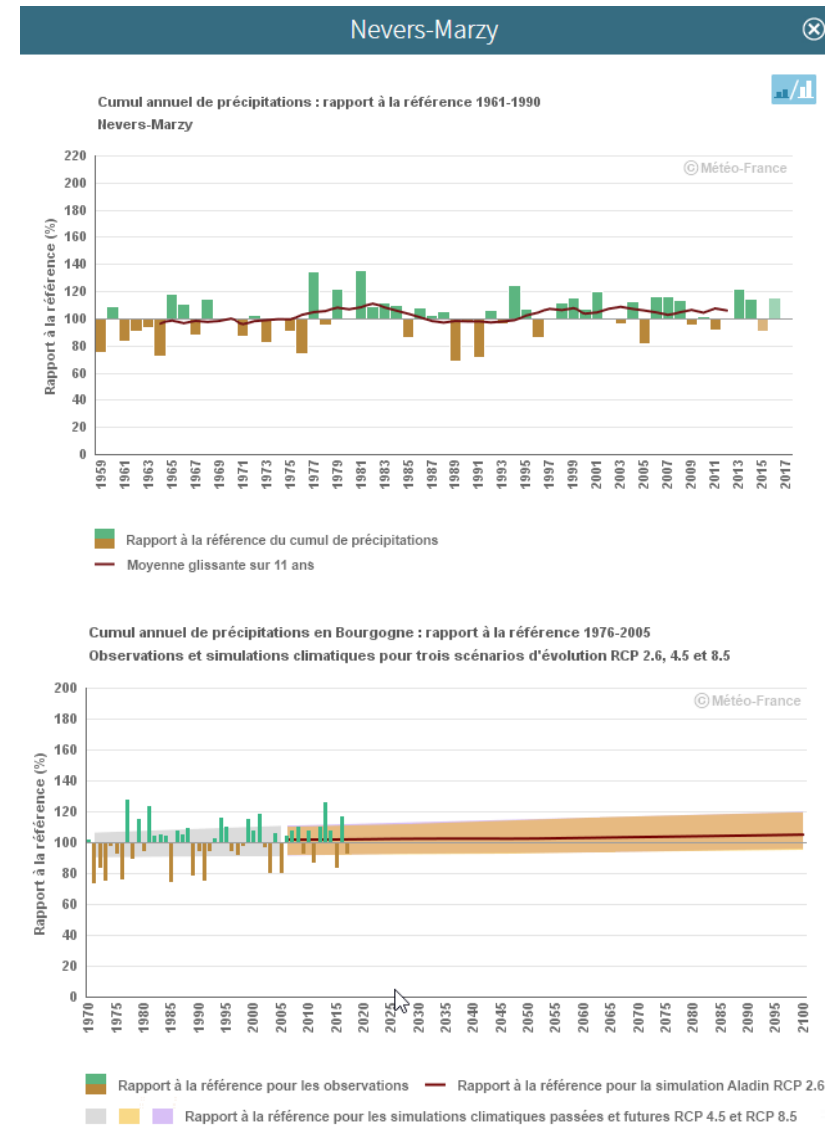 Nevers-Marzy
Cumul annuel de précipitations : rapport à la référence 1961-1990
Nevers-Marzy
© Météo-France
Rapport à la référence (%)
220
200
180
160
140
120
100
80
60
40
20
0
1959 1961 1963 1965 1967 1969 1971 1973 1975 1977 1979 1981 1983 1985 1987 1989 1991 1993 1995 1997 1999 2001 2003 2005 2007 2009 2011 2013 2015 2017
Rapport à la référence du cumul de précipitations
Moyenne glissante sur 11 ans
Cumul annuel de précipitations en Bourgogne : rapport à la référence 1976-2005
Observations et simulations climatiques pour trois scénarios d'évolution RCP 2.6, 4.5 et 8.5
© Météo-France
Rapport à la référence (%)
200
180
160
140
120
100
80
60
40
20
0
1970 1975 1980 1985 1990 1995 2000 2005 2010 2015 2020 2025 2030 2035 2040 2045 2050 2055 2060 2065 2070 2075 2080 2085 2090 2095 2100
Rapport à la référence pour les observations Rapport à la référence pour la simulation Aladin RCP 2.6
Rapport à la référence pour les simulations climatiques passées et futures RCP 4.5 et RCP 8.5